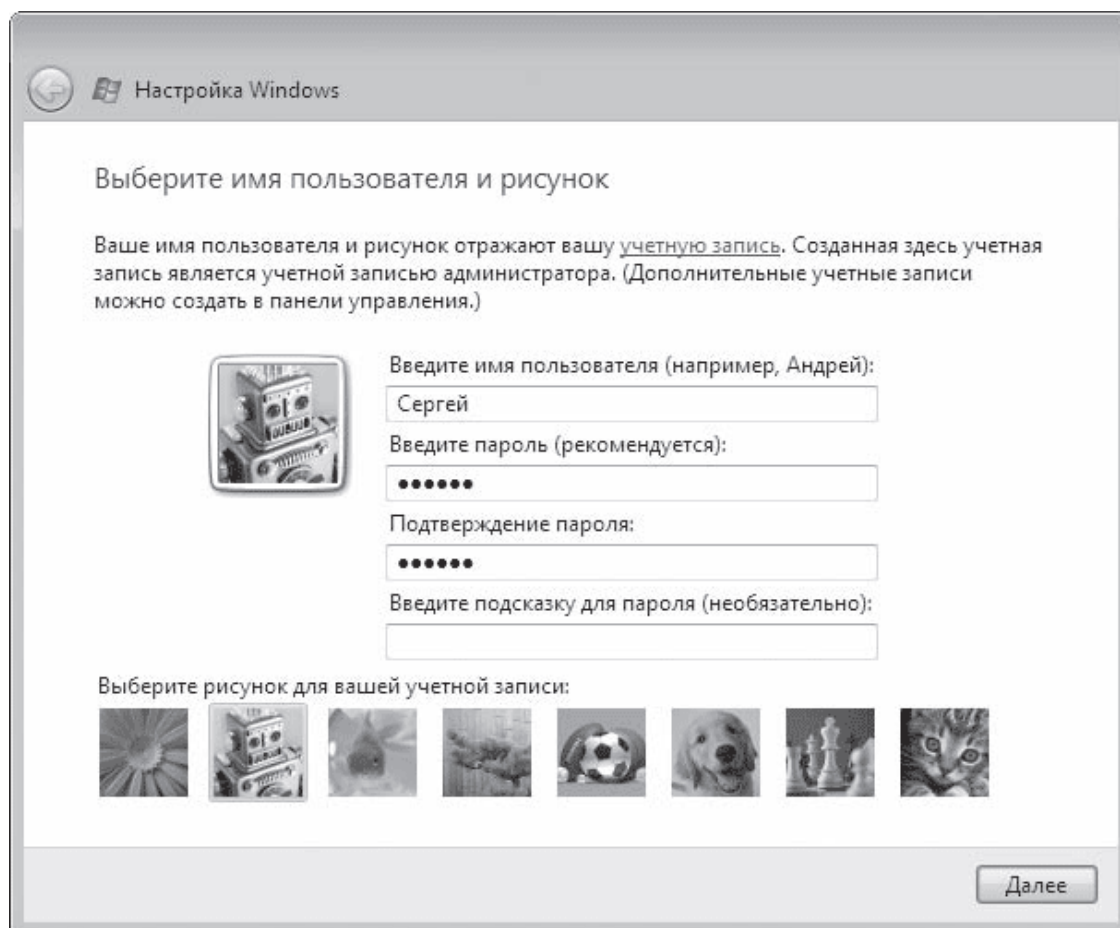 Настройка Windows
Выберите имя пользователя и рисунок
Ваше имя пользователя и рисунок отражают вашу учетную запись. Созданная здесь учетная
запись является учетной записью администратора. (Дополнительные учетные записи
можно создать в панели управления.)
Введите имя пользователя (например, Андрей):
Сергей
Введите пароль (рекомендуется):
••••••
Подтверждение пароля:
••••••
Введите подсказку для пароля (необязательно):
Выберите рисунок для вашей учетной записи:
Далее